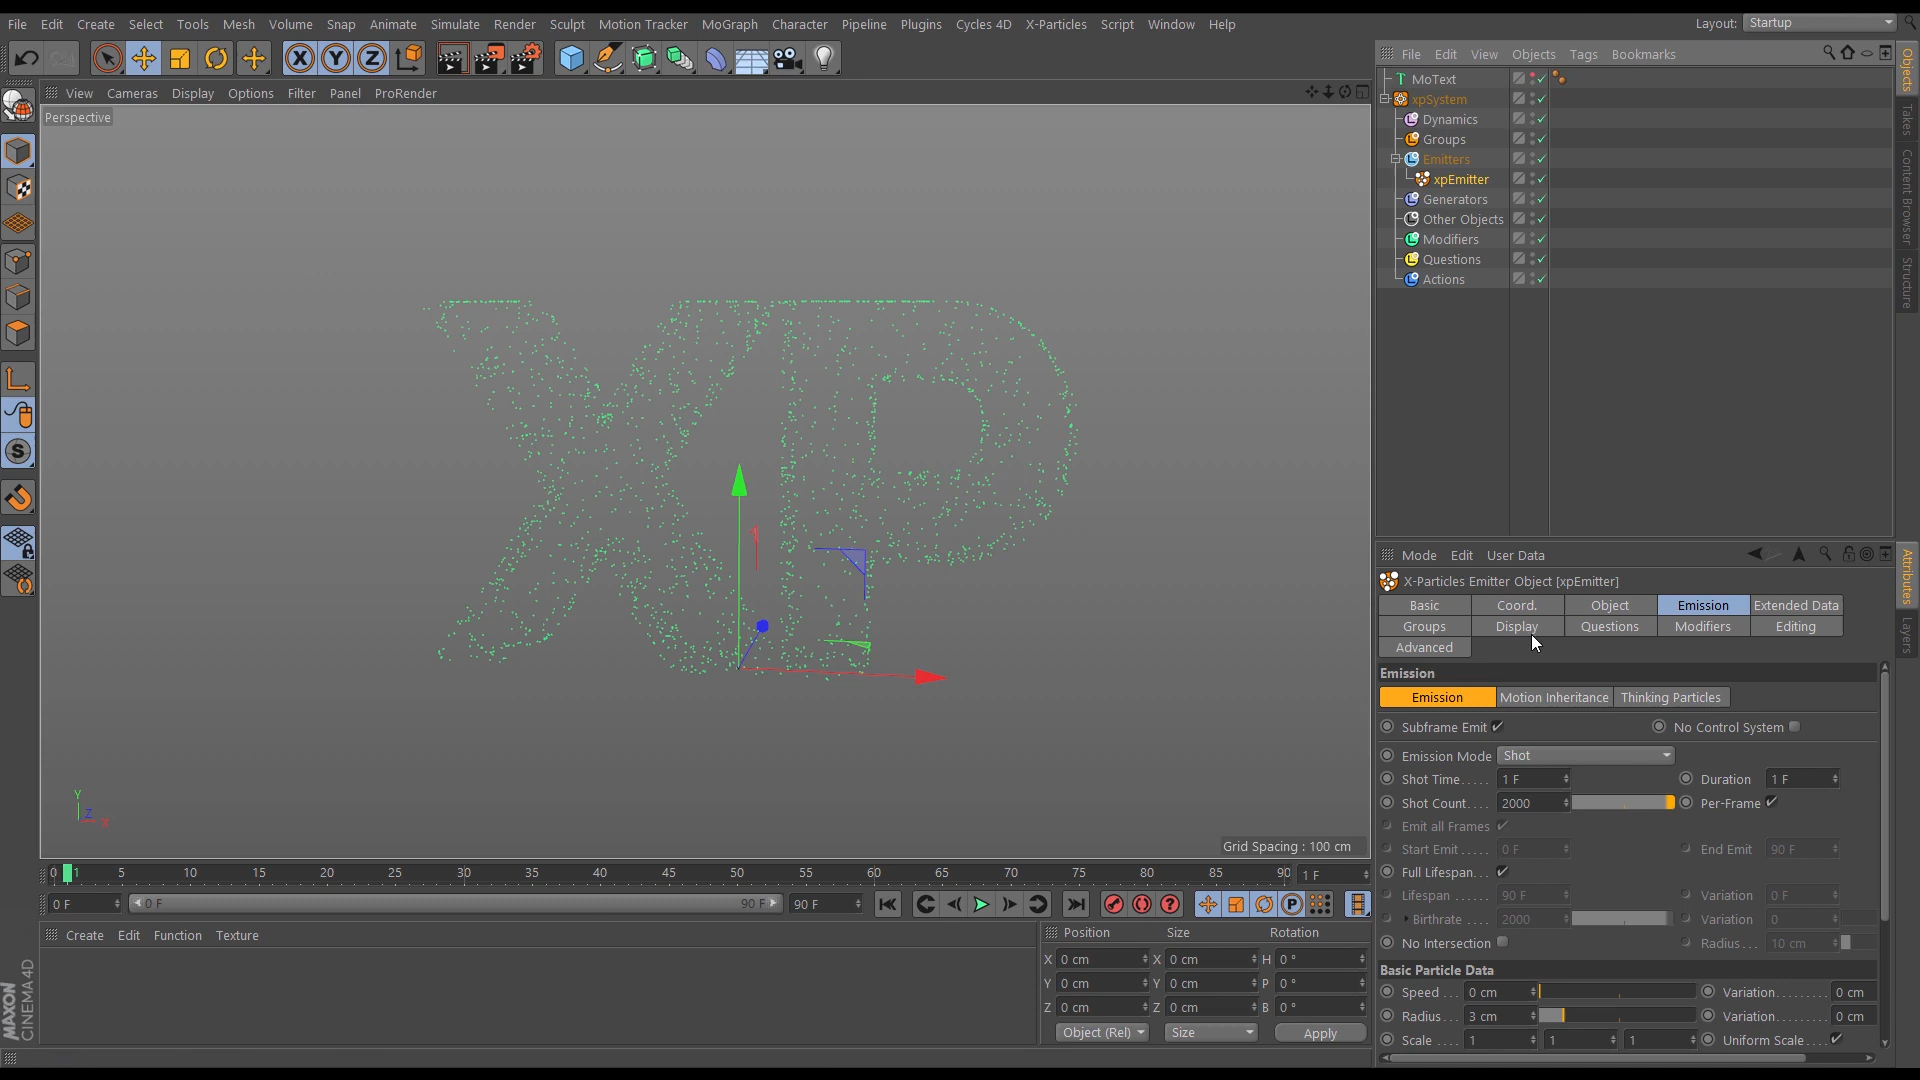 File Edit Create Select Tools Mesh Volume Snap Animate Simulate Render Sculpt Motion Tracker MoGraph Character Pipeline Plugins Cycles 4D X-Particles Script Window Help Layout: Startup
X Y Z
File Edit View Objects Tags Bookmarks
View Cameras Display Options Filter Panel ProRender
Perspective
MoText
xpSystem
Dynamics
Groups
Emitters
xpEmitter
Generators
Other Objects
Modifiers
Questions
Actions
Objects
Takes
Content Browser
Structure
Mode Edit User Data
X-Particles Emitter Object [xpEmitter]
Basic Coord. Object Emission Extended Data
Groups Display Questions Modifiers Editing
Advanced
Attributes
Layers
Emission
Emission Motion Inheritance Thinking Particles
Subframe Emit No Control System
Emission Mode Shot
Shot Time..... 1 F Duration 1 F
Shot Count.... 2000 Per-Frame
Emit all Frames
Start Emit..... 0 F End Emit 90 F
Full Lifespan...
Lifespan ...... 90 F Variation 0 F
Birthrate .... 2000 Variation 0
No Intersection Radius... 10 cm
Basic Particle Data
Speed ... 0 cm Variation......... 0 cm
Radius... 3 cm Variation......... 0 cm
Scale .... 1 1 1 Uniform Scale....
Y
Z
X
Grid Spacing : 100 cm
0 1 5 10 15 20 25 30 35 40 45 50 55 60 65 70 75 80 85 90 1 F
0 F 0 F 90 F 90 F
P
Create Edit Function Texture
Position Size Rotation
X 0 cm X 0 cm H 0 °
Y 0 cm Y 0 cm P 0 °
Z 0 cm Z 0 cm B 0 °
Object (Rel) Size Apply
MAXON
CINEMA 4D